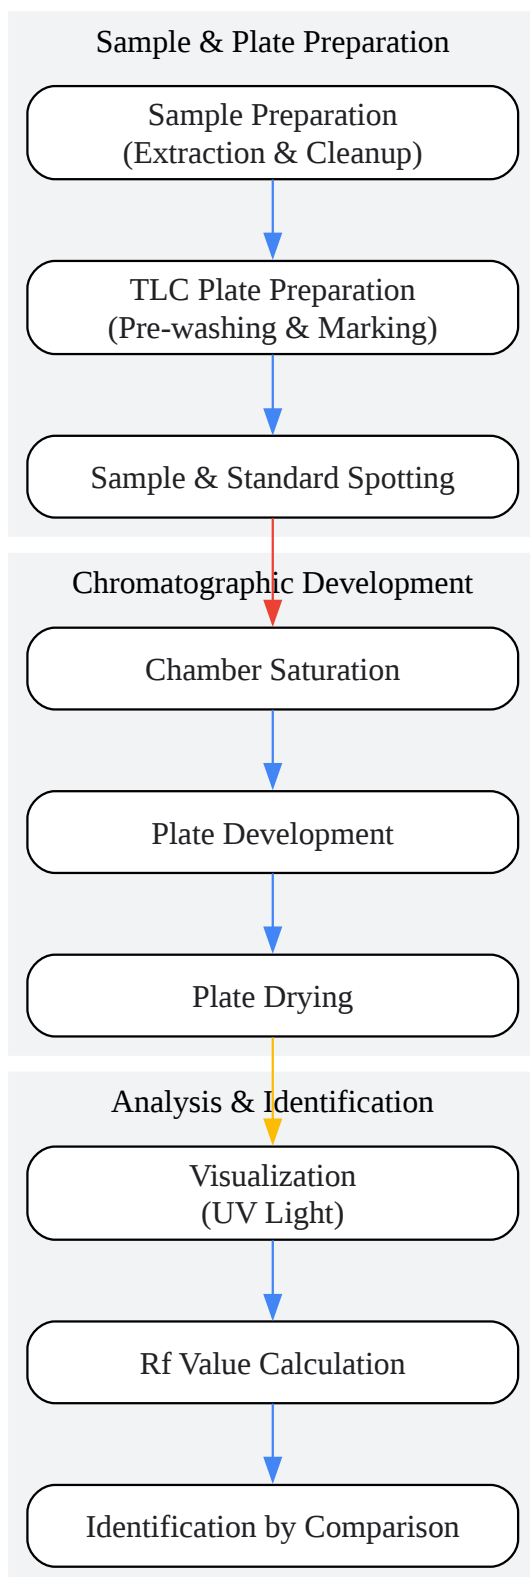 Sample & Plate Preparation
Sample Preparation
(Extraction & Cleanup)
TLC Plate Preparation
(Pre-washing & Marking)
Sample & Standard Spotting
Chromatographic Development
Chamber Saturation
Plate Development
Plate Drying
Analysis & Identification
Visualization
(UV Light)
Rf Value Calculation
Identification by Comparison